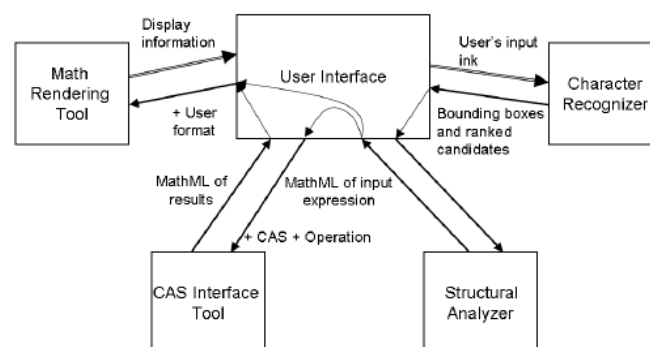 Display
information
Math
Rendering
Tool
User Interface
User's input
ink
Character
Recognizer
+ User
format
Bounding boxes
and ranked
candidates
MathML of
results
MathML of input
expression
+ CAS + Operation
CAS Interface
Tool
Structural
Analyzer